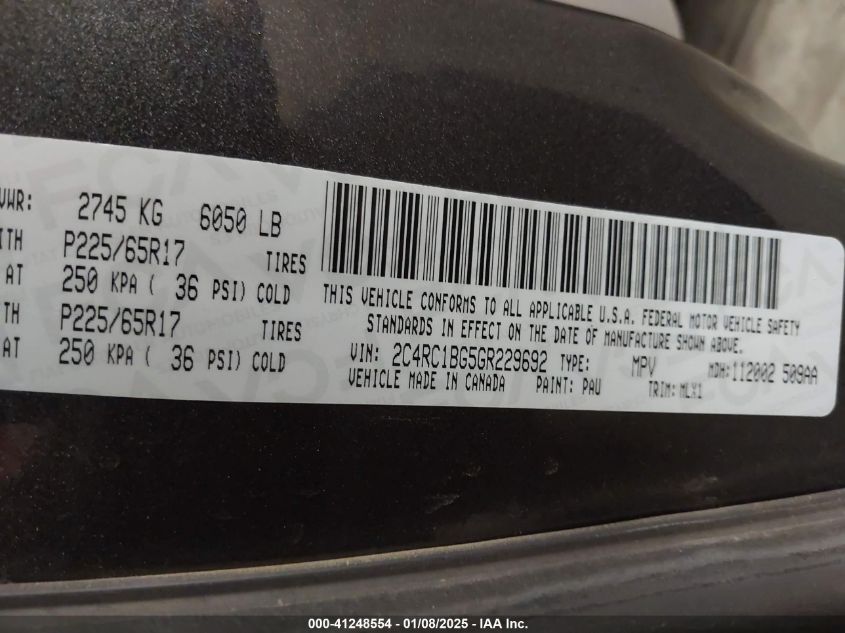 VWR: 2745 KG 6050 LB
ITH P225/65R17 TIRES
AT 250 KPA ( 36 PSI) COLD
TH P225/65R17 TIRES
AT 250 KPA ( 36 PSI) COLD
THIS VEHICLE CONFORMS TO ALL APPLICABLE U.S.A. FEDERAL MOTOR VEHICLE SAFETY
STANDARDS IN EFFECT ON THE DATE OF MANUFACTURE SHOWN ABOVE.
VIN: 2C4RC1BG5GR229692 TYPE: MPV MDH:112002 509AA
VEHICLE MADE IN CANADA PAINT: PAU TRIM: MLX1
000-41248554 | 01/08/2025 - IAA Inc.